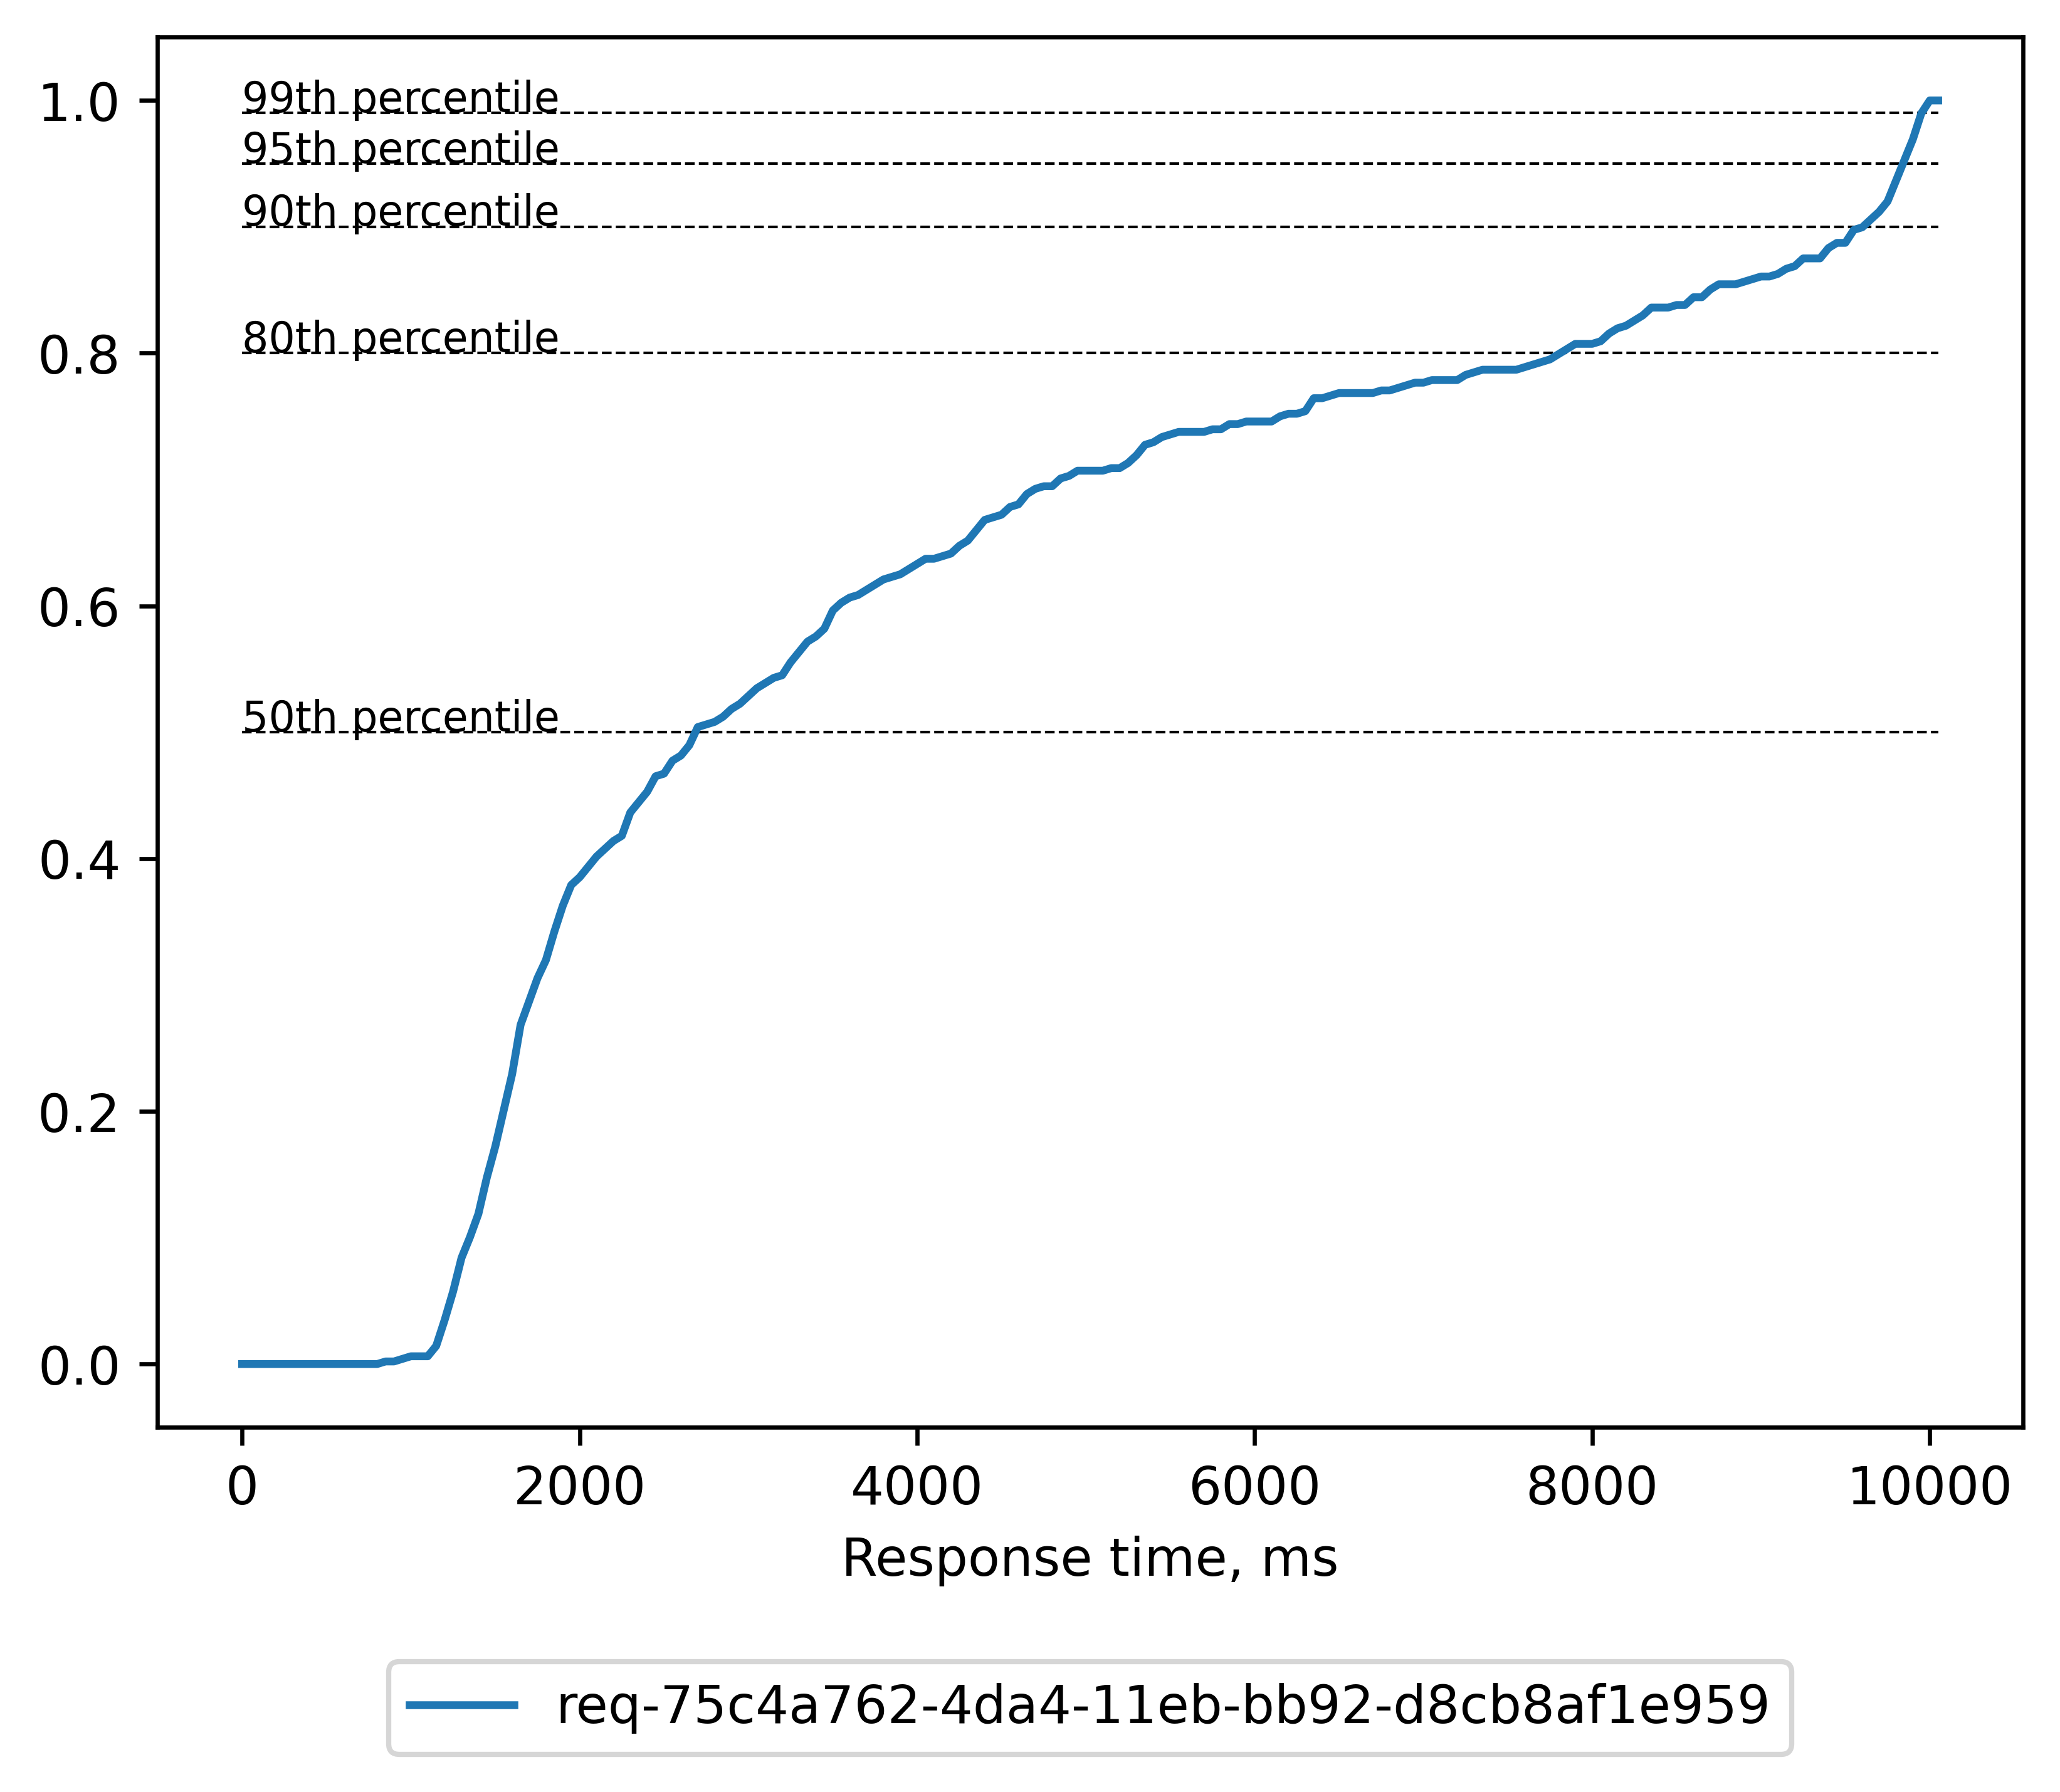 99th percentile
1.0
95th percentile
90th percentile
80th percentile
0.8
0.6
50th percentile
0.4
0.2
0.0
0 2000 4000 6000 8000 10000
Response time, ms
req-75c4a762-4da4-11eb-bb92-d8cb8af1e959